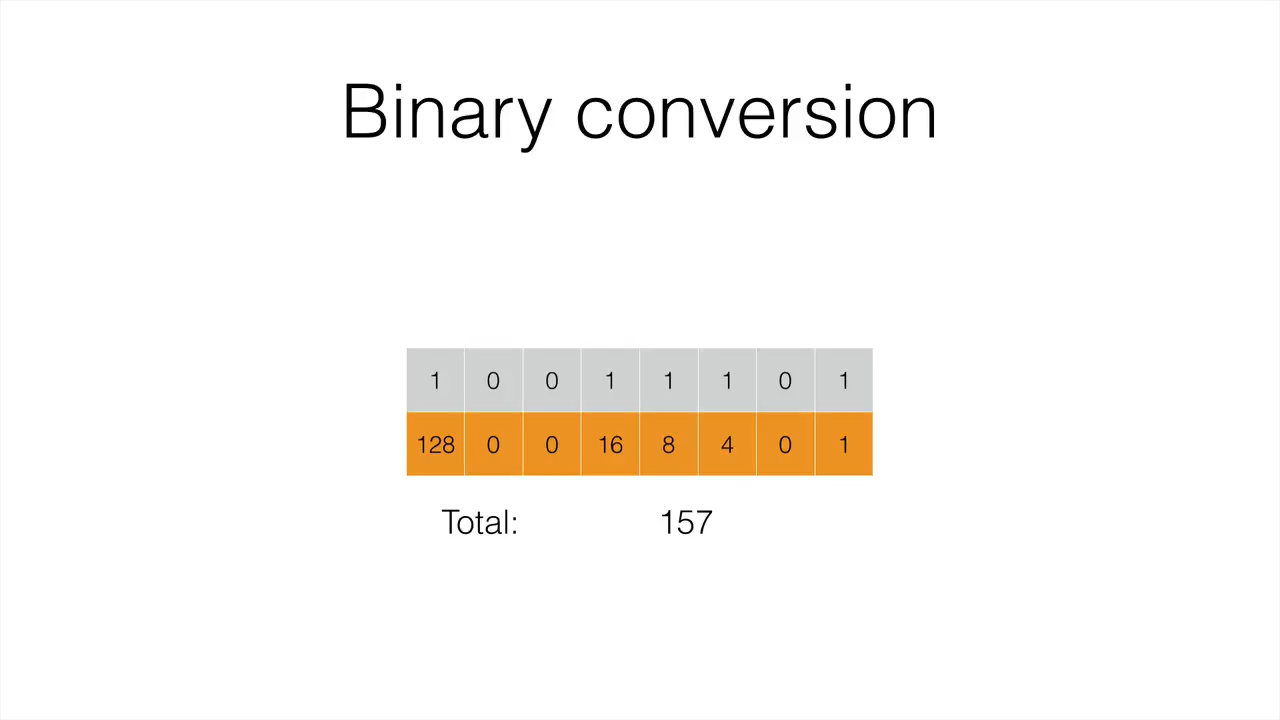 Binary conversion
1 0 0 1 1 1 0 1
128 0 0 16 8 4 0 1
Total: 157